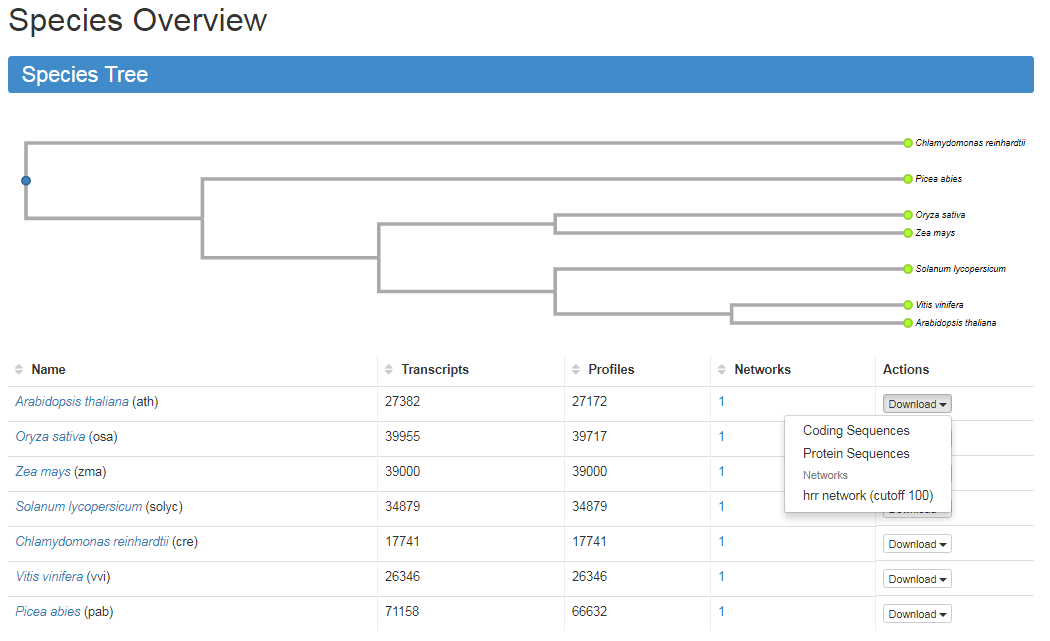 Species Overview
Species Tree
Chlamydomonas reinhardtii
Picea abies
Oryza sativa
Zea mays
Solanum lycopersicum
Vitis vinifera
Arabidopsis thaliana
Name Transcripts Profiles Networks Actions
Arabidopsis thaliana (ath) 27382 27172 1 Download
Oryza sativa (osa) 39955 39717 1
Coding Sequences
Protein Sequences
Networks
hrr network (cutoff 100)
Zea mays (zma) 39000 39000 1
Solanum lycopersicum (solyc) 34879 34879 1
Chlamydomonas reinhardtii (cre) 17741 17741 1 Download
Vitis vinifera (vvi) 26346 26346 1 Download
Picea abies (pab) 71158 66632 1 Download